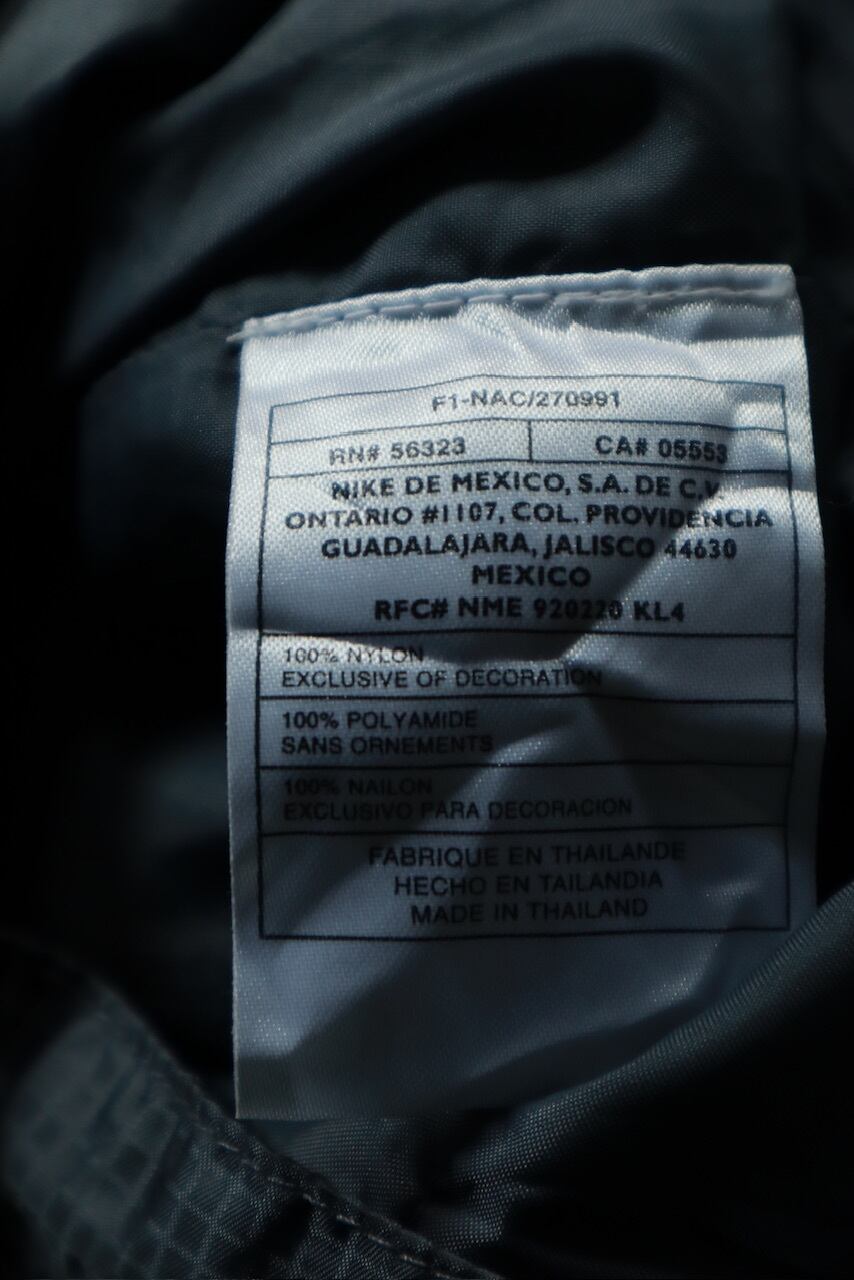 F1-NAC/270991
RN# 56323 CA# 05553
NIKE DE MEXICO, S.A. DE C.V.
ONTARIO #1107, COL. PROVIDENCIA
GUADALAJARA, JALISCO 44630
MEXICO
RFC# NME 920220 KL4
100% NYLON
EXCLUSIVE OF DECORATION
100% POLYAMIDE
SANS ORNEMENTS
100% NAILON
EXCLUSIVO PARA DECORACION
FABRIQUE EN THAILANDE
HECHO EN TAILANDIA
MADE IN THAILAND